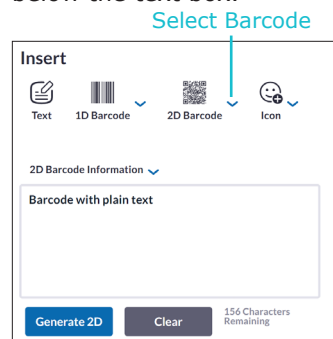 below the text box.
Select Barcode
Insert
Text 1D Barcode 2D Barcode Icon
2D Barcode Information
Barcode with plain text
Generate 2D Clear 156 Characters Remaining